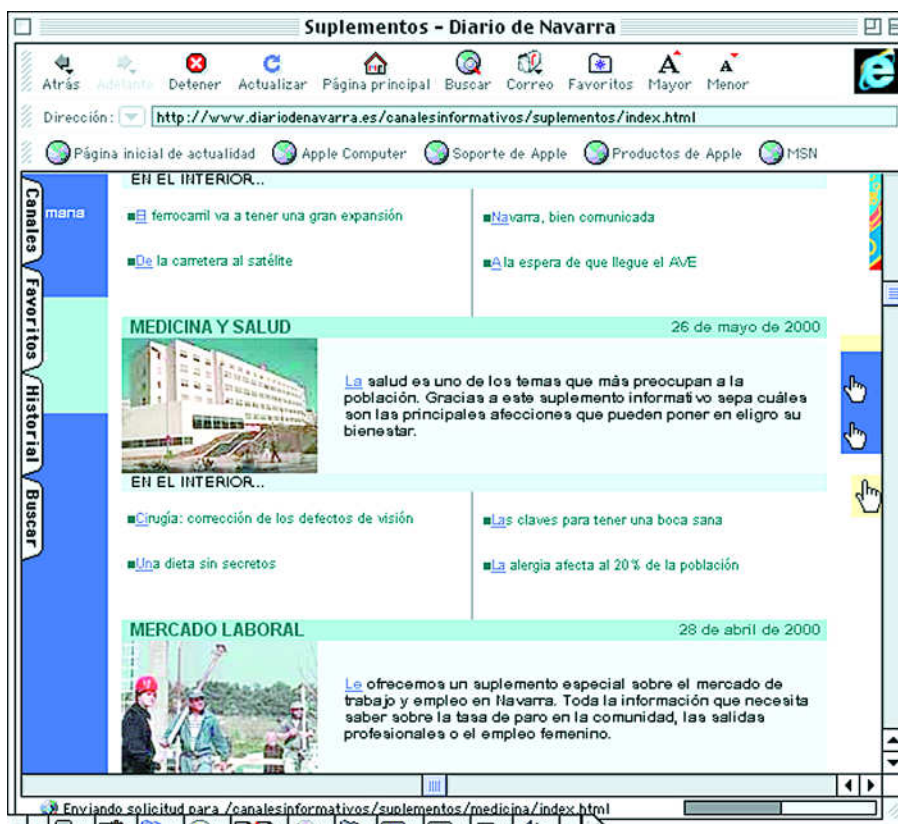 Suplementos - Diario de Navarra
Atrás Adelante Detener Actualizar Página principal Buscar Correo Favoritos Mayor Menor
Dirección: http://www.diariodenavarra.es/canalesinformativos/suplementos/index.html
Página inicial de actualidad Apple Computer Soporte de Apple Productos de Apple MSN
Canales
Favoritos
Historial
Buscar
mana
EN EL INTERIOR...
El ferrocarril va a tener una gran expansión
Navarra, bien comunicada
De la carretera al satélite
A la espera de que llegue el AVE
MEDICINA Y SALUD 26 de mayo de 2000
La salud es uno de los temas que más preocupan a la
población. Gracias a este suplemento informativo sepa cuáles
son las principales afecciones que pueden poner en eligro su
bienestar.
EN EL INTERIOR...
Cirugía: corrección de los defectos de visión
Las claves para tener una boca sana
Una dieta sin secretos
La alergia afecta al 20% de la población
MERCADO LABORAL 28 de abril de 2000
Le ofrecemos un suplemento especial sobre el mercado de
trabajo y empleo en Navarra. Toda la información que necesita
saber sobre la tasa de paro en la comunidad, las salidas
profesionales o el empleo femenino.
Enviando solicitud para /canalesinformativos/suplementos/medicina/index.html